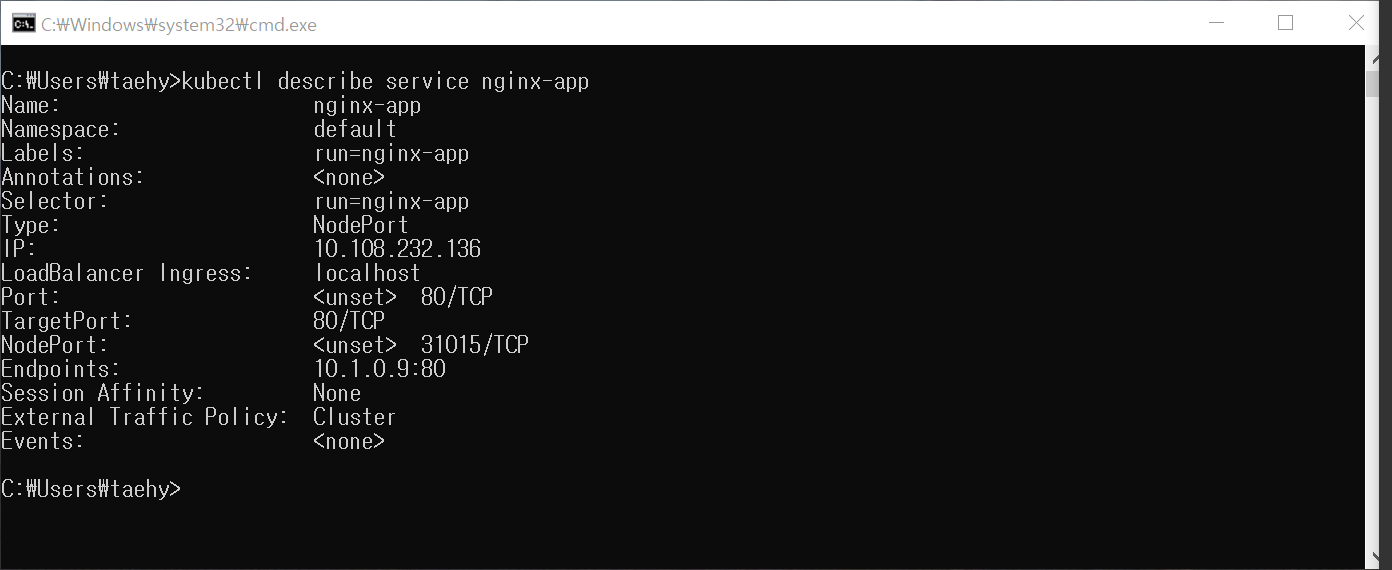 C:₩Windows₩system32₩cmd.exe
C:₩Users₩taehy>kubectl describe service nginx-app
Name:                     nginx-app
Namespace:                default
Labels:                   run=nginx-app
Annotations:              <none>
Selector:                 run=nginx-app
Type:                     NodePort
IP:                       10.108.232.136
LoadBalancer Ingress:     localhost
Port:                     <unset>  80/TCP
TargetPort:               80/TCP
NodePort:                 <unset>  31015/TCP
Endpoints:                10.1.0.9:80
Session Affinity:         None
External Traffic Policy:  Cluster
Events:                   <none>
C:₩Users₩taehy>